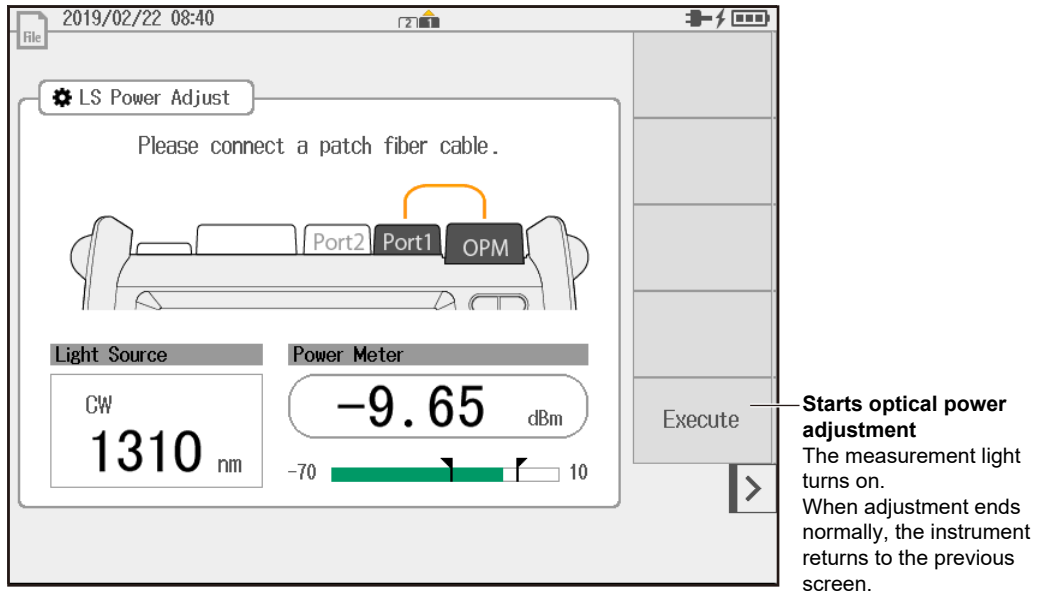 2019/02/22 08:40
2 1
File
LS Power Adjust
Please connect a patch fiber cable.
Port2 Port1 OPM
Light Source
Power Meter
CW
1310 nm
-9.65 dBm
-70 10
Execute
Starts optical power
adjustment
The measurement light
turns on.
When adjustment ends
normally, the instrument
returns to the previous
screen.